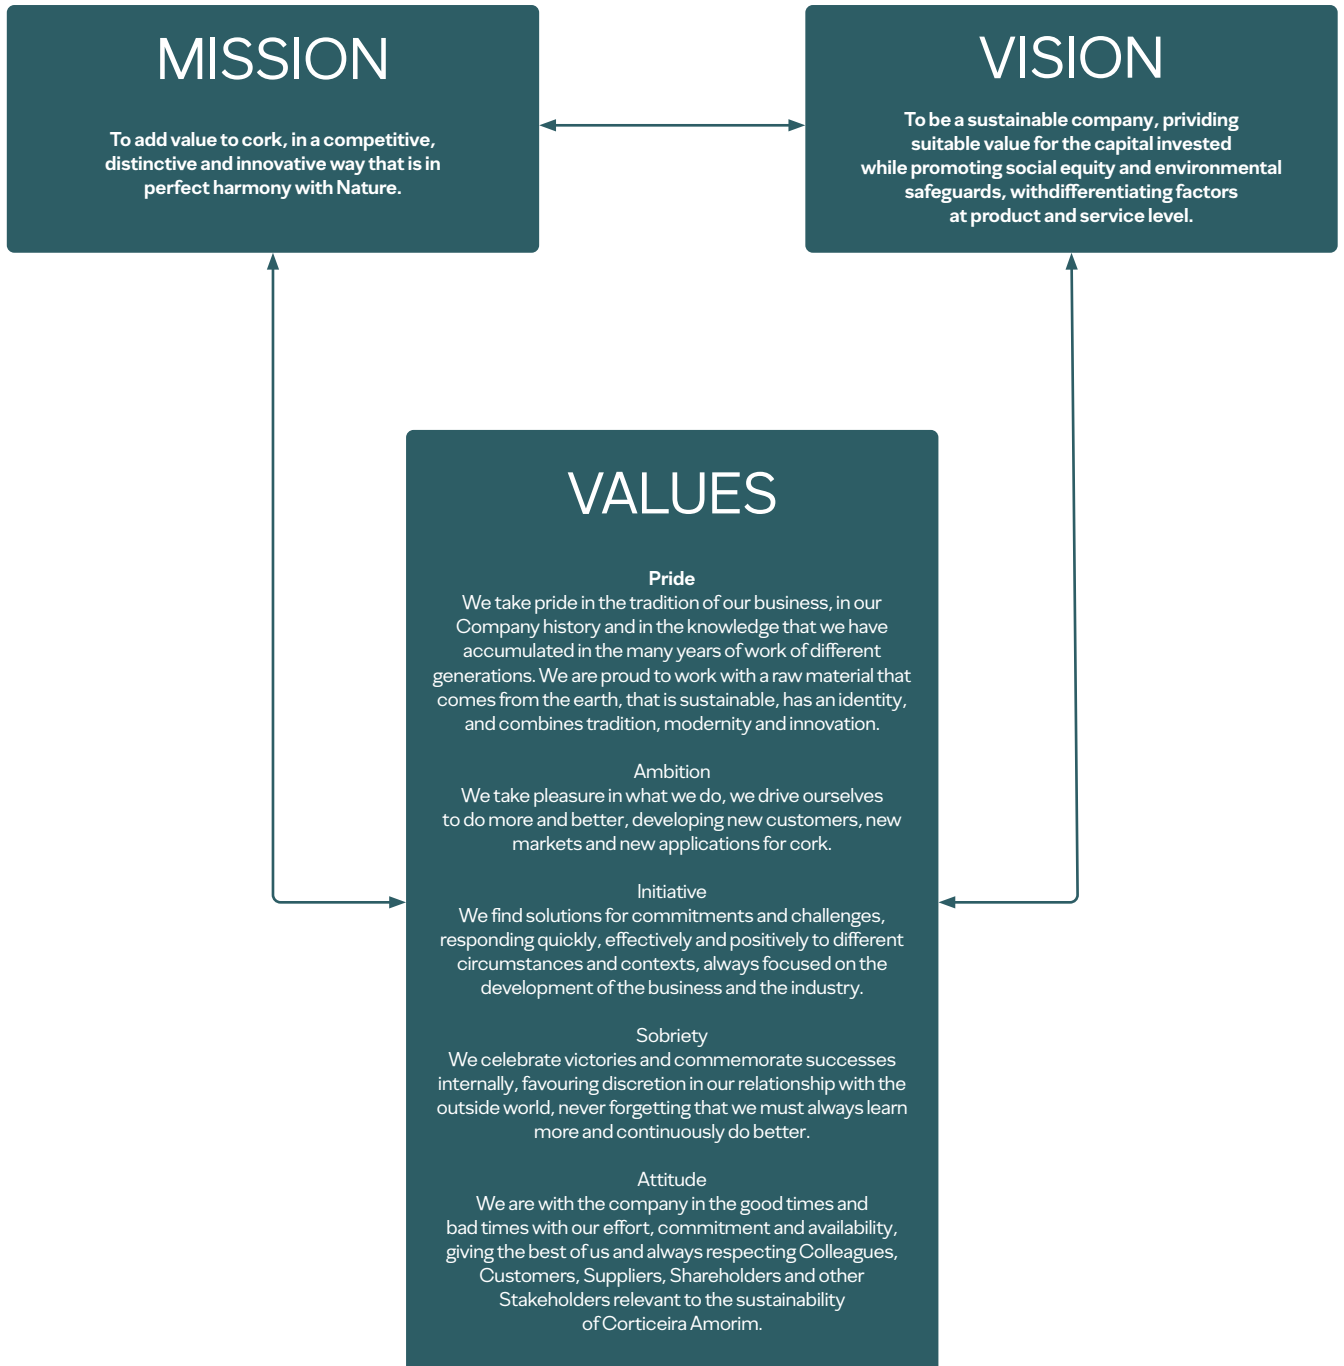 MISSION
To add value to cork, in a competitive,
distinctive and innovative way that is in
perfect harmony with Nature.
VISION
To be a sustainable company, prividing
suitable value for the capital invested
while promoting social equity and environmental
safeguards, withdifferentiating factors
at product and service level.
VALUES
Pride
We take pride in the tradition of our business, in our
Company history and in the knowledge that we have
accumulated in the many years of work of different
generations. We are proud to work with a raw material that
comes from the earth, that is sustainable, has an identity,
and combines tradition, modernity and innovation.
Ambition
We take pleasure in what we do, we drive ourselves
to do more and better, developing new customers, new
markets and new applications for cork.
Initiative
We find solutions for commitments and challenges,
responding quickly, effectively and positively to different
circumstances and contexts, always focused on the
development of the business and the industry.
Sobriety
We celebrate victories and commemorate successes
internally, favouring discretion in our relationship with the
outside world, never forgetting that we must always learn
more and continuously do better.
Attitude
We are with the company in the good times and
bad times with our effort, commitment and availability,
giving the best of us and always respecting Colleagues,
Customers, Suppliers, Shareholders and other
Stakeholders relevant to the sustainability
of Corticeira Amorim.